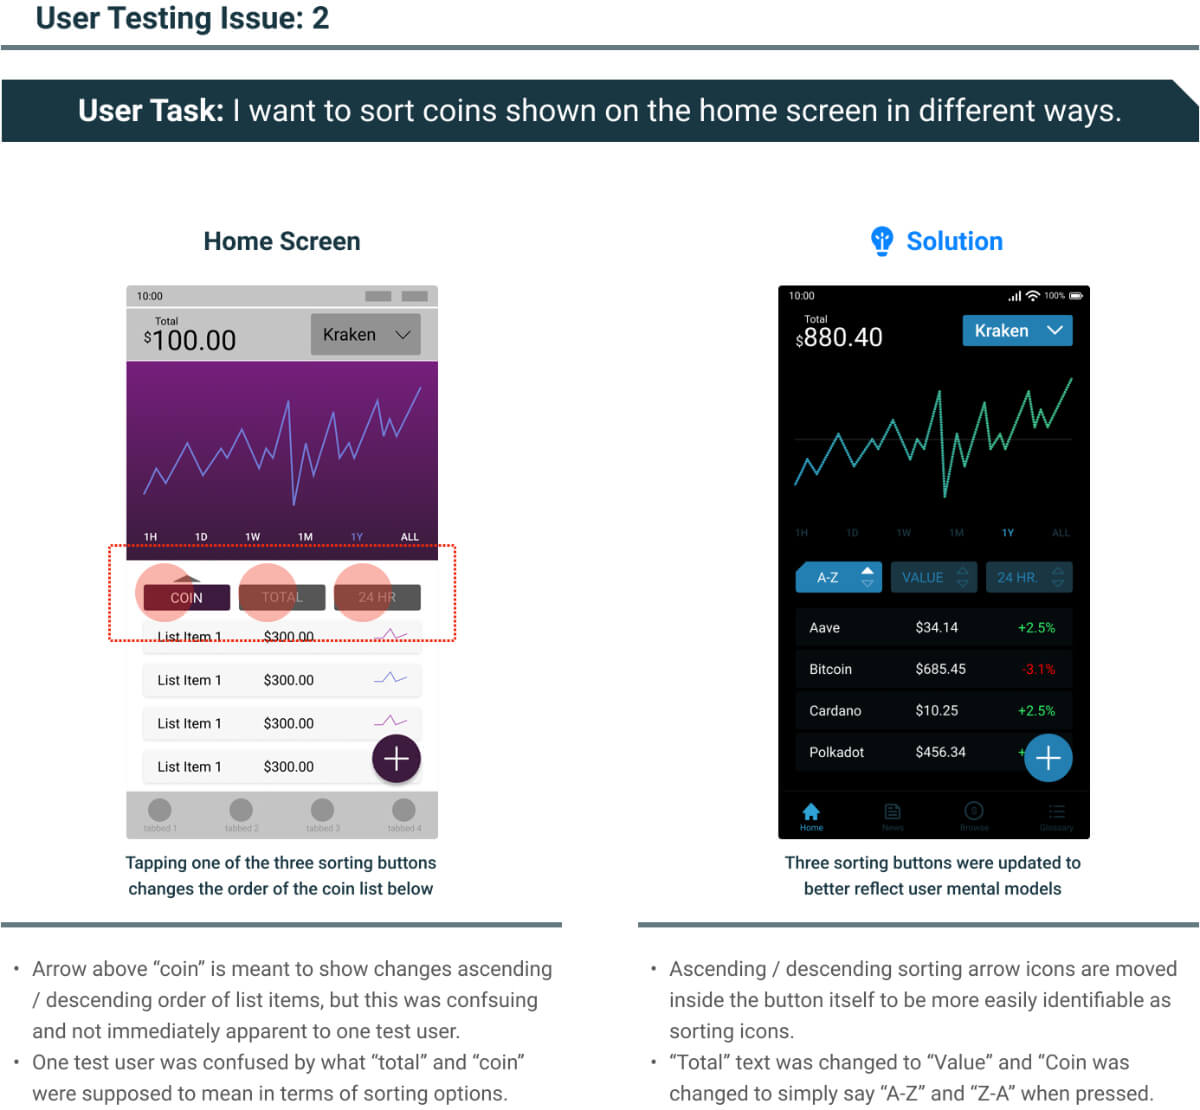 User Testing Issue: 2
User Task: I want to sort coins shown on the home screen in different ways.
Home Screen
10:00
Total
$100.00
Kraken
1H 1D 1W 1M 1Y ALL
COIN TOTAL 24 HR
List Item 1 $300.00
List Item 1 $300.00
List Item 1 $300.00
List Item 1 $300.00
tabbed 1 tabbed 2 tabbed 3 tabbed 4
Tapping one of the three sorting buttons
changes the order of the coin list below
• Arrow above “coin” is meant to show changes ascending
/ descending order of list items, but this was confsuing
and not immediately apparent to one test user.
• One test user was confused by what “total” and “coin”
were supposed to mean in terms of sorting options.
Solution
10:00 100%
Total
$880.40
Kraken
1H 1D 1W 1M 1Y ALL
A-Z VALUE 24 HR.
Aave $34.14 +2.5%
Bitcoin $685.45 -3.1%
Cardano $10.25 +2.5%
Polkadot $456.34 +
Home News Browse Glossary
Three sorting buttons were updated to
better reflect user mental models
• Ascending / descending sorting arrow icons are moved
inside the button itself to be more easily identifiable as
sorting icons.
• “Total” text was changed to “Value” and “Coin was
changed to simply say “A-Z” and “Z-A” when pressed.